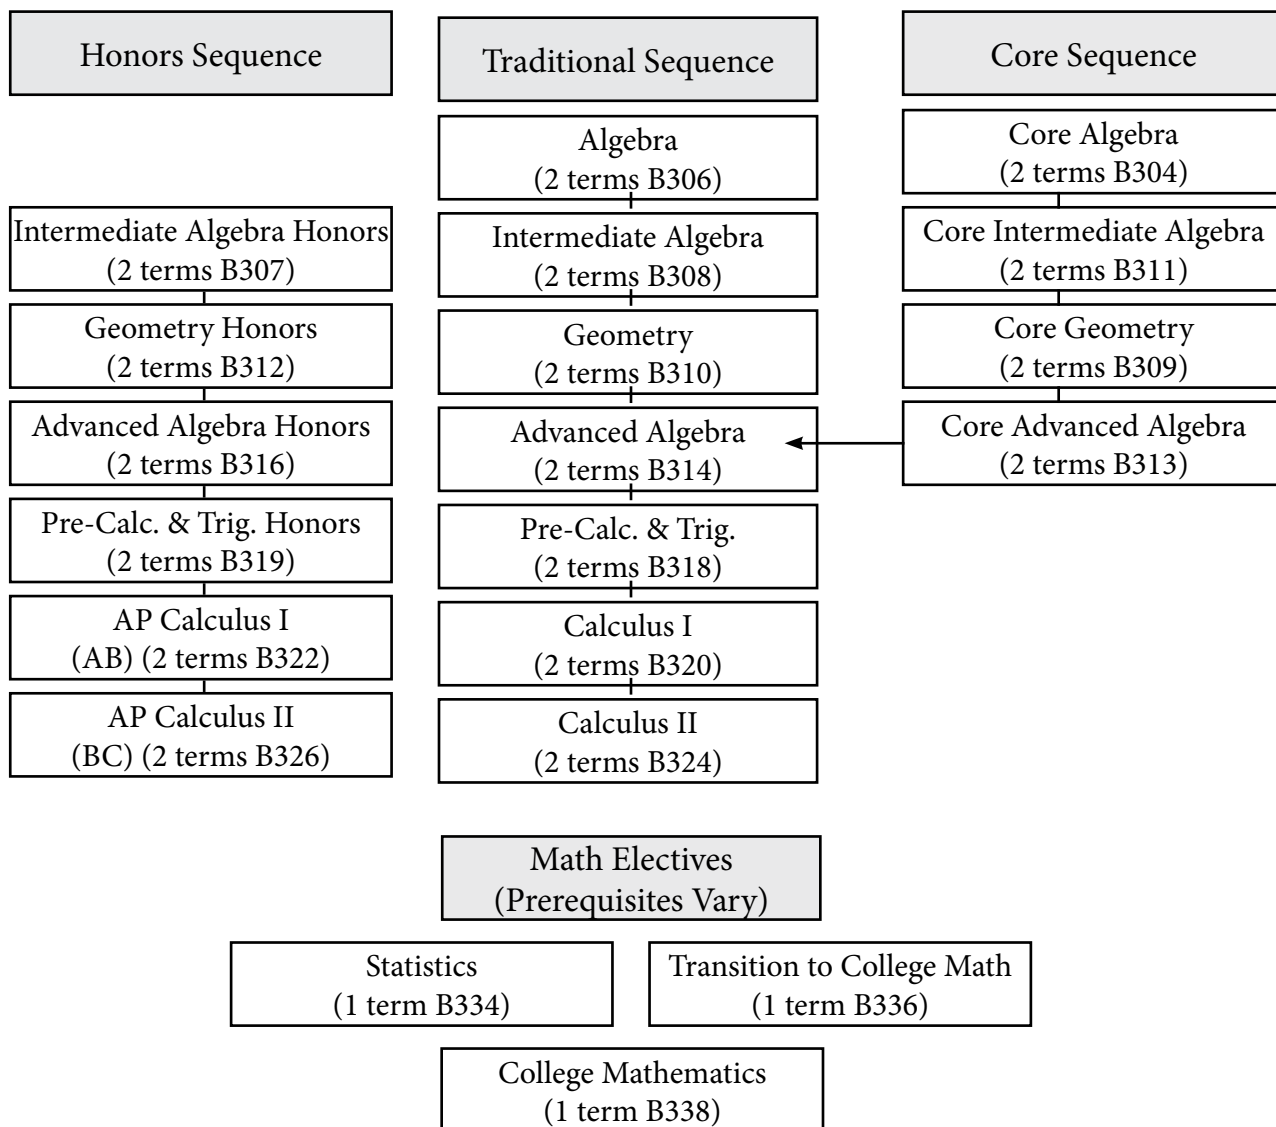 Honors Sequence
Intermediate Algebra Honors
(2 terms B307)
Geometry Honors
(2 terms B312)
Advanced Algebra Honors
(2 terms B316)
Pre-Calc. & Trig. Honors
(2 terms B319)
AP Calculus I
(AB) (2 terms B322)
AP Calculus II
(BC) (2 terms B326)
Traditional Sequence
Algebra
(2 terms B306)
Intermediate Algebra
(2 terms B308)
Geometry
(2 terms B310)
Advanced Algebra
(2 terms B314)
Pre-Calc. & Trig.
(2 terms B318)
Calculus I
(2 terms B320)
Calculus II
(2 terms B324)
Core Sequence
Core Algebra
(2 terms B304)
Core Intermediate Algebra
(2 terms B311)
Core Geometry
(2 terms B309)
Core Advanced Algebra
(2 terms B313)
Math Electives
(Prerequisites Vary)
Statistics
(1 term B334)
Transition to College Math
(1 term B336)
College Mathematics
(1 term B338)